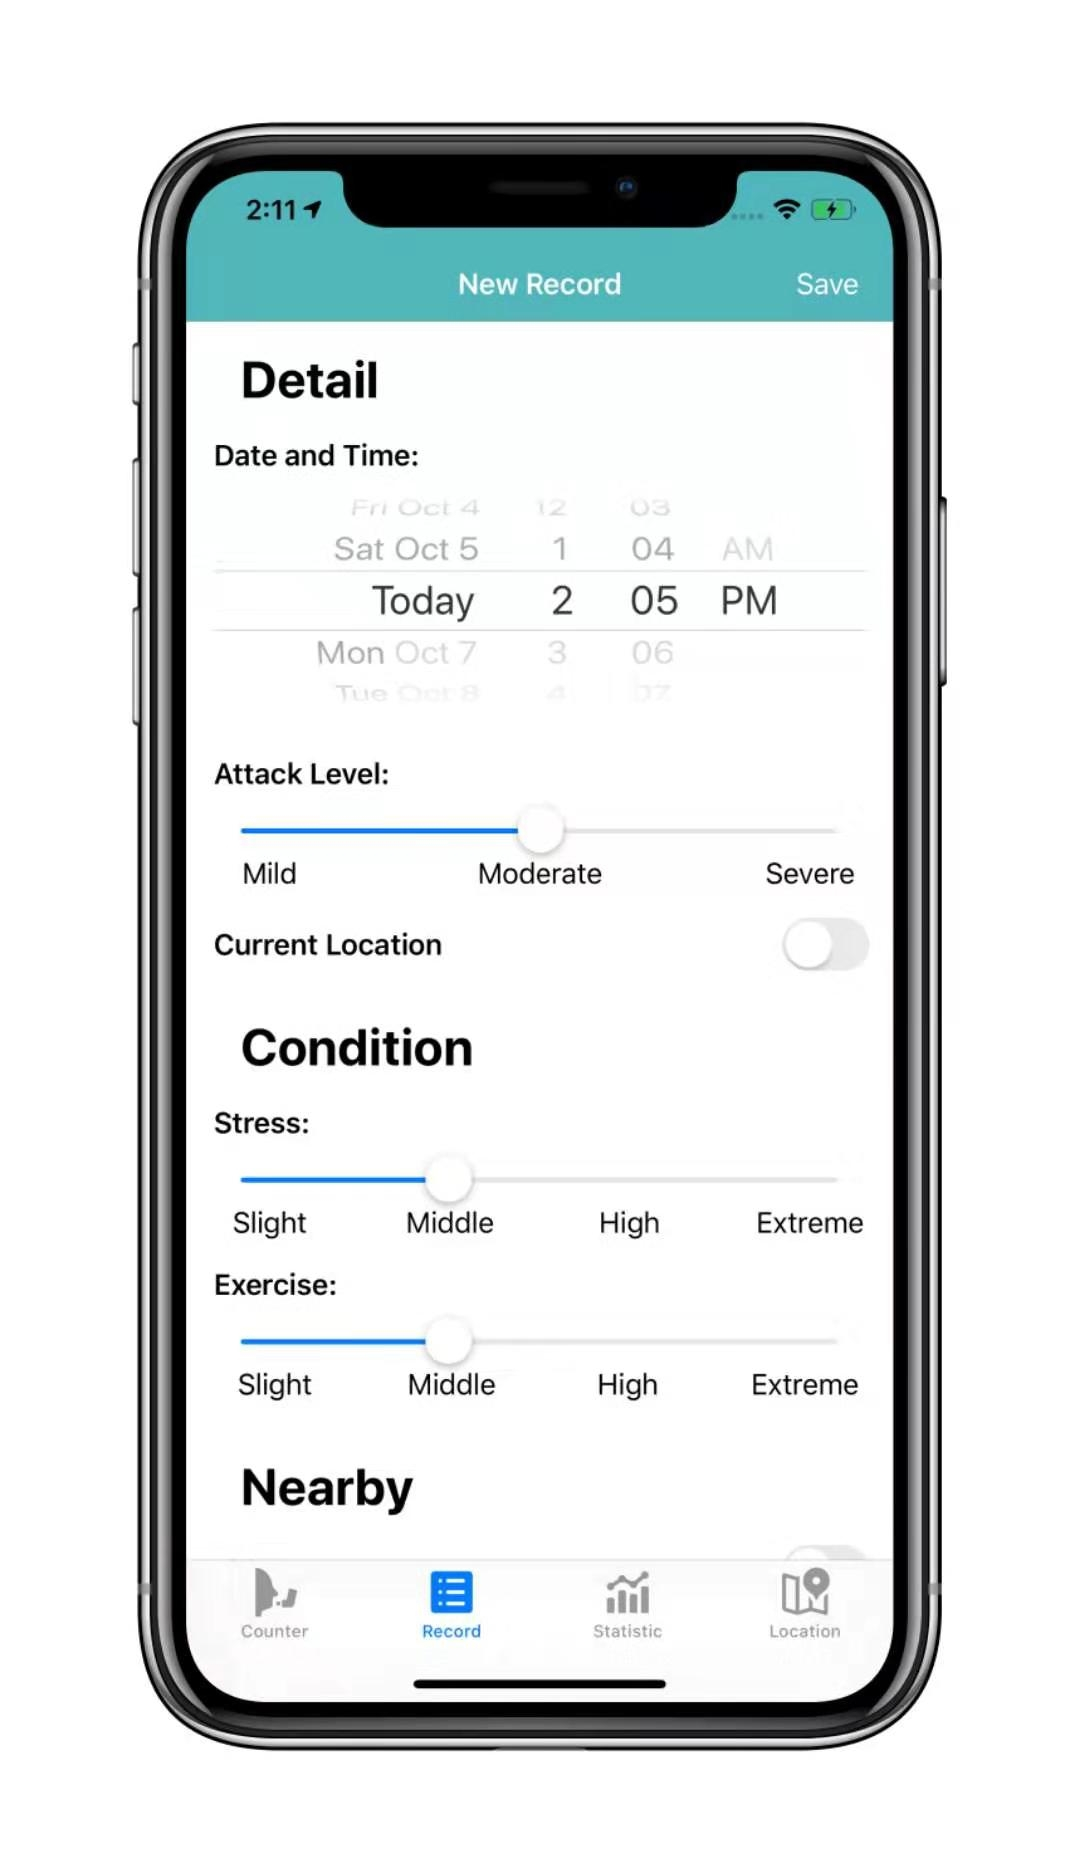 2:11
New Record Save
Detail
Date and Time:
Fri Oct 4 12 03
Sat Oct 5 1 04 AM
Today 2 05 PM
Mon Oct 7 3 06
Tue Oct 8 4 07
Attack Level:
Mild Moderate Severe
Current Location
Condition
Stress:
Slight Middle High Extreme
Exercise:
Slight Middle High Extreme
Nearby
Counter Record Statistic Location